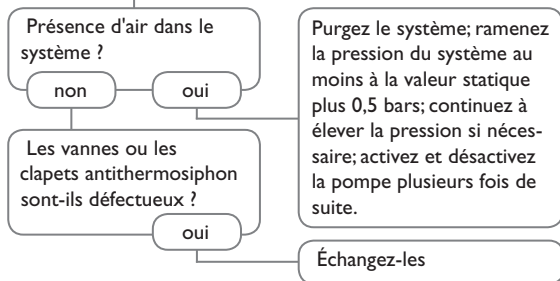 Présence d'air dans le
système ?
non
oui
Purgez le système; ramenez
la pression du système au
moins à la valeur statique
plus 0,5 bars; continuez à
élever la pression si néces-
saire; activez et désactivez
la pompe plusieurs fois de
suite.
Les vannes ou les
clapets antithermosiphon
sont-ils défectueux ?
oui
Échangez-les